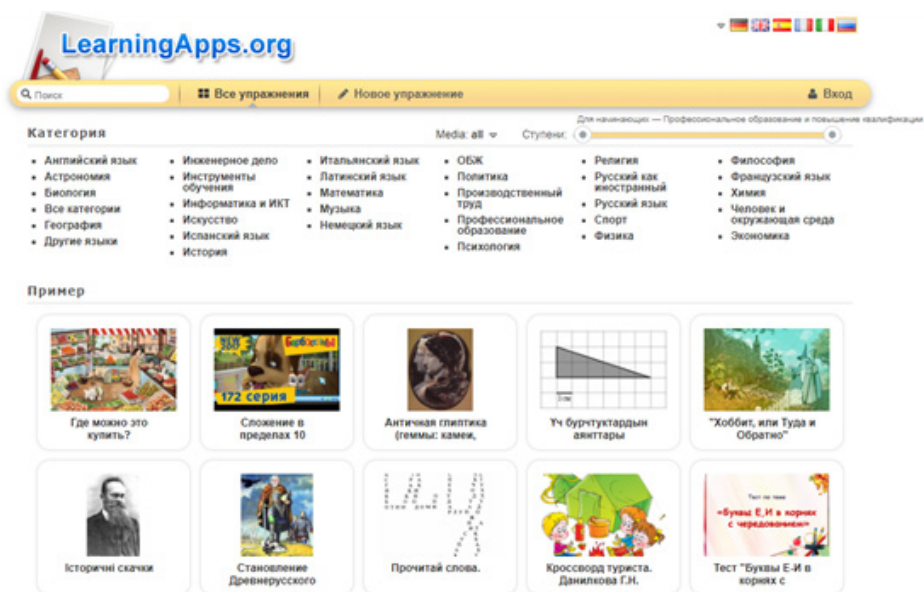 LearningApps.org
Поиск
Все упражнения
Новое упражнение
Вход
Для начинающих — Профессиональное образование и повышение квалификации
Категория
Media: all
Ступени:
Английский язык
Астрономия
Биология
Все категории
География
Другие языки
Инженерное дело
Инструменты
обучения
Информатика и ИКТ
Искусство
Испанский язык
История
Итальянский язык
Латинский язык
Математика
Музыка
Немецкий язык
ОБЖ
Политика
Производственный
труд
Профессиональное
образование
Психология
Религия
Русский как
иностранный
Русский язык
Спорт
Физика
Философия
Французский язык
Химия
Человек и
окружающая среда
Экономика
Пример
Где можно это
купить?
172 серия
Сложение в
пределах 10
Античная глиптика
(геммы: камеи,
Үч бурчтуктардын
аянттары
"Хоббит, или Туда и
Обратно"
Історичні скачки
Становление
Древнерусского
Прочитай слова.
Кроссворд туриста.
Данилкова Г.Н.
Тест по теме
«Буквы Е,И в корнях
с чередованием»
Тест "Буквы Е-И в
корнях с